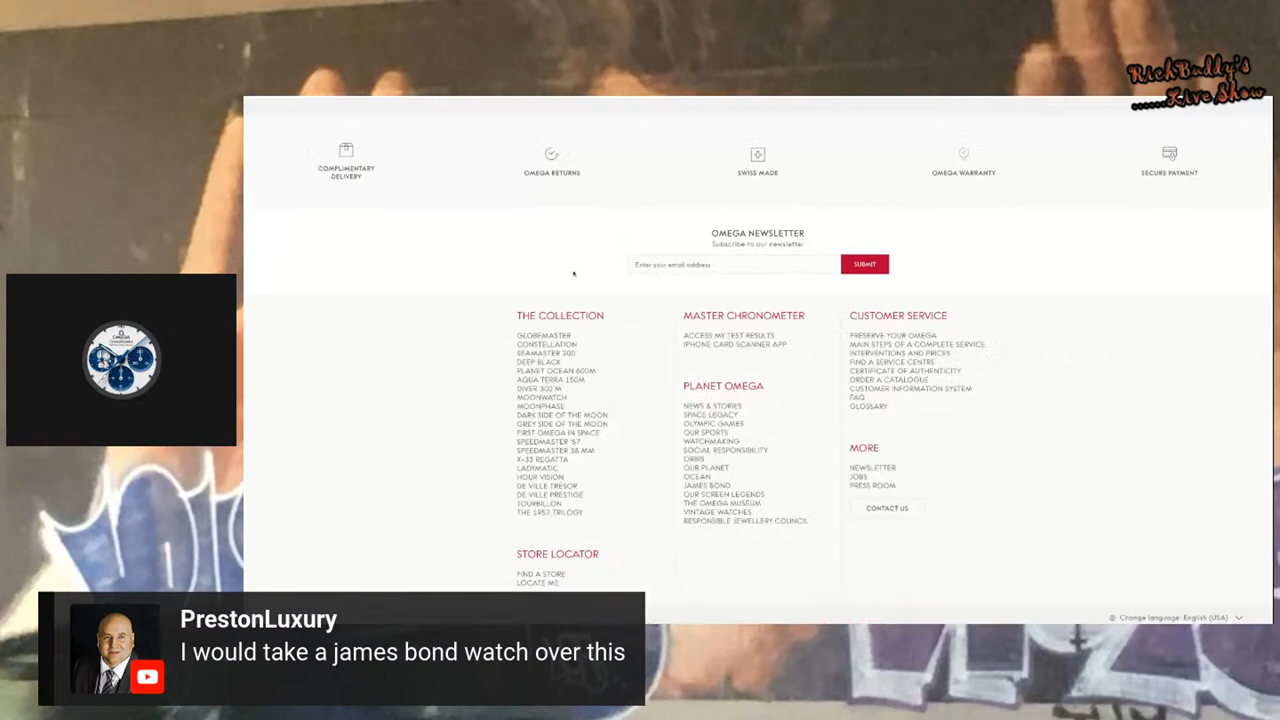 RichBuddy's
......Live Show
COMPLIMENTARY
DELIVERY
OMEGA RETURNS
SWISS MADE
OMEGA WARRANTY
SECURE PAYMENT
OMEGA NEWSLETTER
Subscribe to our newsletter
Enter your email address
SUBMIT
THE COLLECTION
GLOBEMASTER
CONSTELLATION
SEAMASTER 300
DEEP BLACK
PLANET OCEAN 600M
AQUA TERRA 150M
DIVER 300 M
MOONWATCH
MOONPHASE
DARK SIDE OF THE MOON
GREY SIDE OF THE MOON
FIRST OMEGA IN SPACE
SPEEDMASTER '57
SPEEDMASTER 38 MM
X-33 REGATTA
LADYMATIC
HOUR VISION
DE VILLE TRESOR
DE VILLE PRESTIGE
TOURBILLON
THE 1957 TRILOGY
STORE LOCATOR
FIND A STORE
LOCATE ME
MASTER CHRONOMETER
ACCESS MY TEST RESULTS
IPHONE CARD SCANNER APP
PLANET OMEGA
NEWS & STORIES
SPACE LEGACY
OLYMPIC GAMES
OUR SPORTS
WATCHMAKING
SOCIAL RESPONSIBILITY
ORBIS
OUR PLANET
OCEAN
JAMES BOND
OUR SCREEN LEGENDS
THE OMEGA MUSEUM
VINTAGE WATCHES
RESPONSIBLE JEWELLERY COUNCIL
CUSTOMER SERVICE
PRESERVE YOUR OMEGA
MAIN STEPS OF A COMPLETE SERVICE
INTERVENTIONS AND PRICES
FIND A SERVICE CENTRE
CERTIFICATE OF AUTHENTICITY
ORDER A CATALOGUE
CUSTOMER INFORMATION SYSTEM
FAQ
GLOSSARY
MORE
NEWSLETTER
JOBS
PRESS ROOM
CONTACT US
Change language: English (USA)
OMEGA
PrestonLuxury
I would take a james bond watch over this